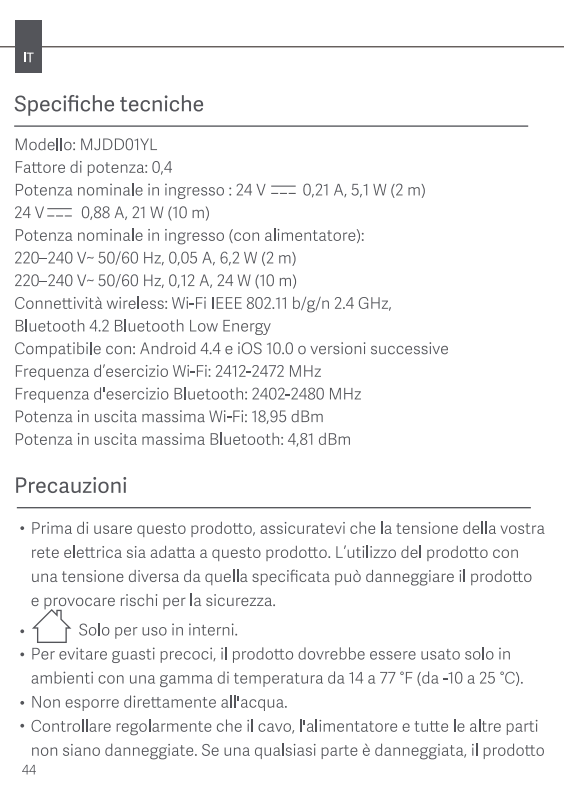 IT
Specifiche tecniche
Modello: MJDD01YL
Fattore di potenza: 0,4
Potenza nominale in ingresso : 24 V ⎓ 0,21 A, 5,1 W (2 m)
24 V ⎓ 0,88 A, 21 W (10 m)
Potenza nominale in ingresso (con alimentatore):
220–240 V~ 50/60 Hz, 0,05 A, 6,2 W (2 m)
220–240 V~ 50/60 Hz, 0,12 A, 24 W (10 m)
Connettività wireless: Wi-Fi IEEE 802.11 b/g/n 2.4 GHz,
Bluetooth 4.2 Bluetooth Low Energy
Compatibile con: Android 4.4 e iOS 10.0 o versioni successive
Frequenza d’esercizio Wi-Fi: 2412-2472 MHz
Frequenza d'esercizio Bluetooth: 2402-2480 MHz
Potenza in uscita massima Wi-Fi: 18,95 dBm
Potenza in uscita massima Bluetooth: 4,81 dBm
Precauzioni
• Prima di usare questo prodotto, assicuratevi che la tensione della vostra
rete elettrica sia adatta a questo prodotto. L’utilizzo del prodotto con
una tensione diversa da quella specificata può danneggiare il prodotto
e provocare rischi per la sicurezza.
• Solo per uso in interni.
• Per evitare guasti precoci, il prodotto dovrebbe essere usato solo in
ambienti con una gamma di temperatura da 14 a 77 °F (da -10 a 25 °C).
• Non esporre direttamente all'acqua.
• Controllare regolarmente che il cavo, l'alimentatore e tutte le altre parti
non siano danneggiate. Se una qualsiasi parte è danneggiata, il prodotto
44